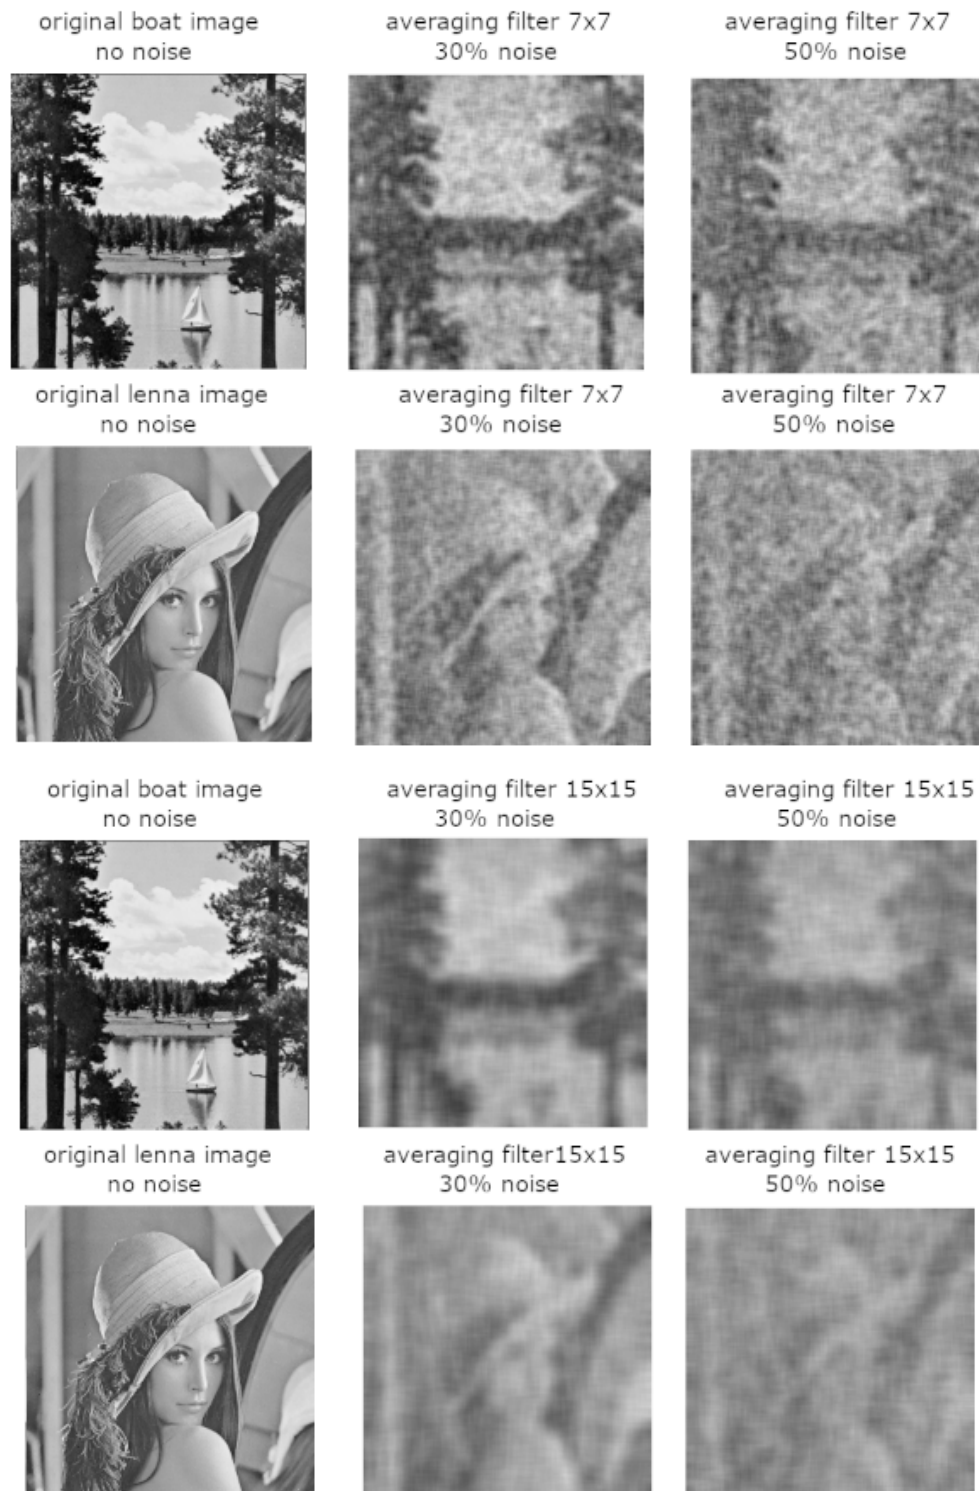 original boat image
no noise
averaging filter 7x7
30% noise
averaging filter 7x7
50% noise
original lenna image
no noise
averaging filter 7x7
30% noise
averaging filter 7x7
50% noise
original boat image
no noise
averaging filter 15x15
30% noise
averaging filter 15x15
50% noise
original lenna image
no noise
averaging filter15x15
30% noise
averaging filter 15x15
50% noise